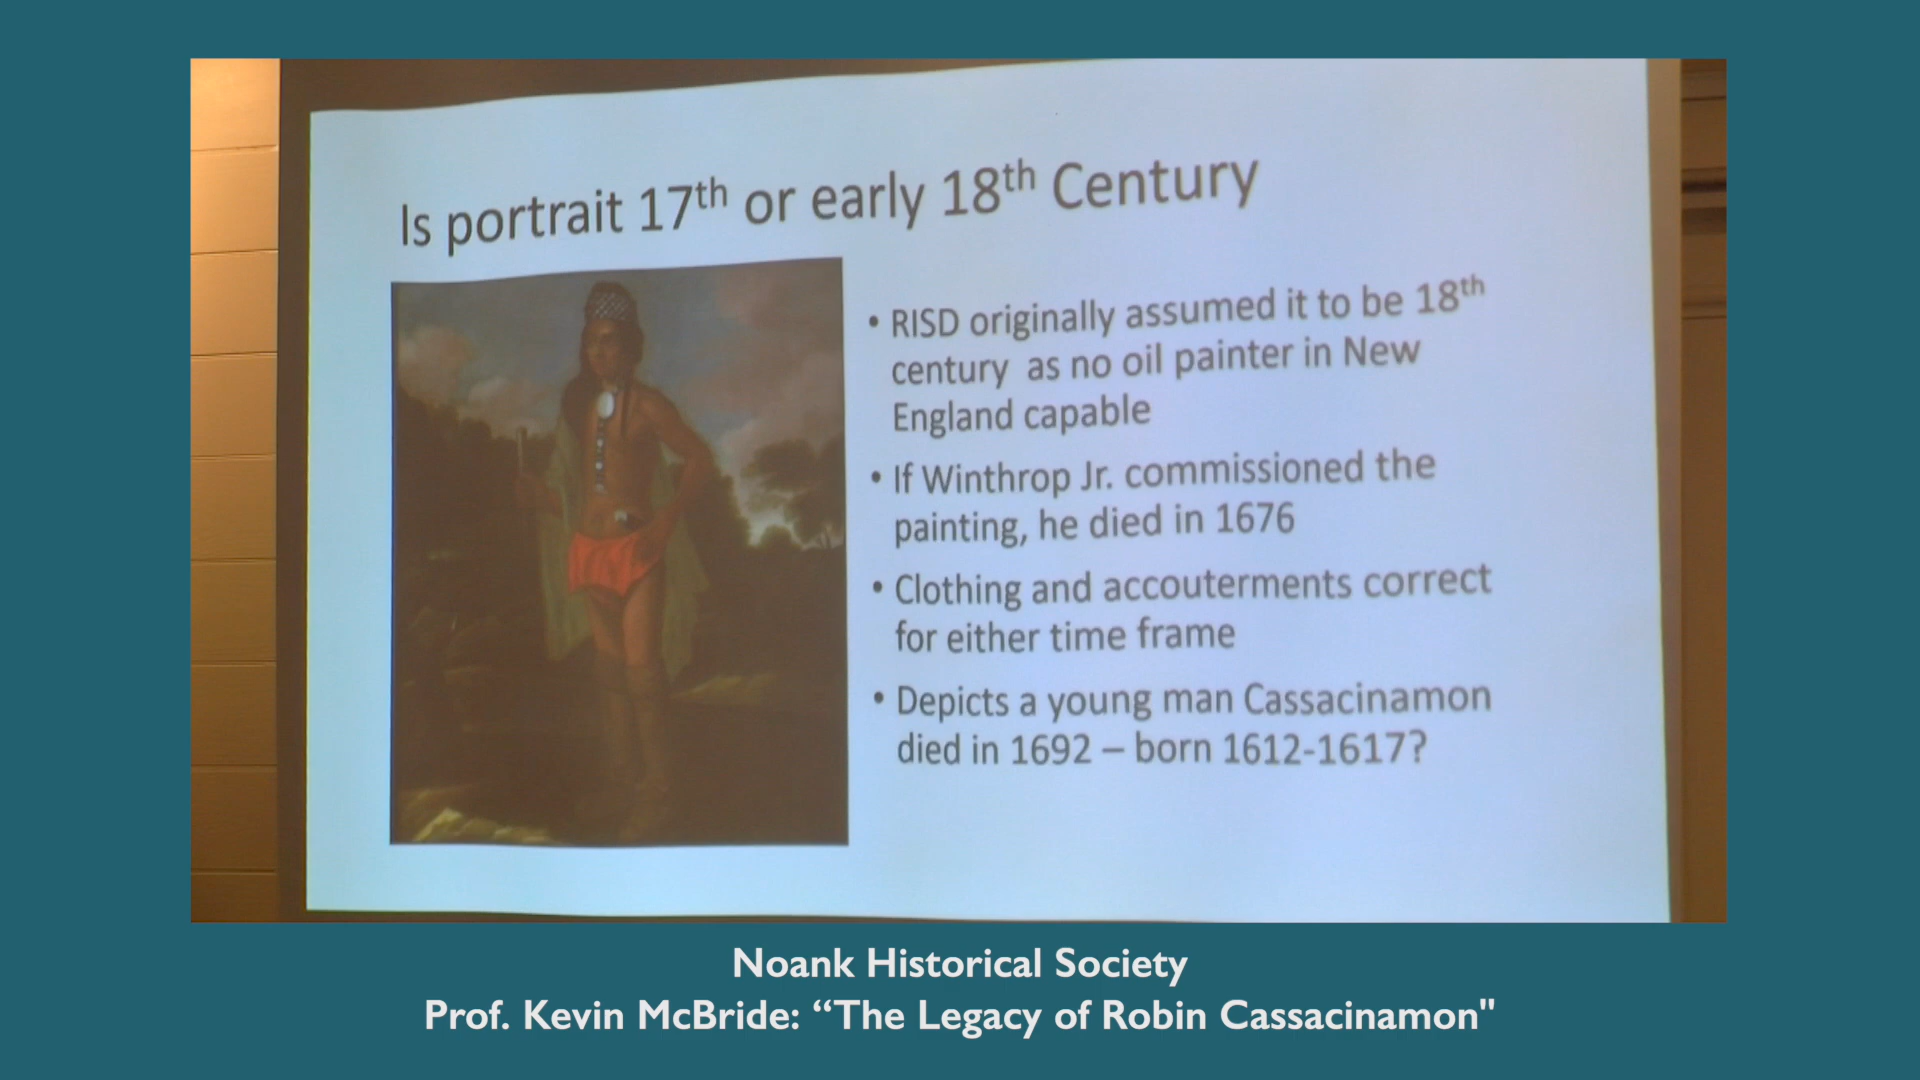 Is portrait 17th or early 18th Century
• RISD originally assumed it to be 18th
century as no oil painter in New
England capable
• If Winthrop Jr. commissioned the
painting, he died in 1676
• Clothing and accouterments correct
for either time frame
• Depicts a young man Cassacinamon
died in 1692 – born 1612-1617?
Noank Historical Society
Prof. Kevin McBride: “The Legacy of Robin Cassacinamon"